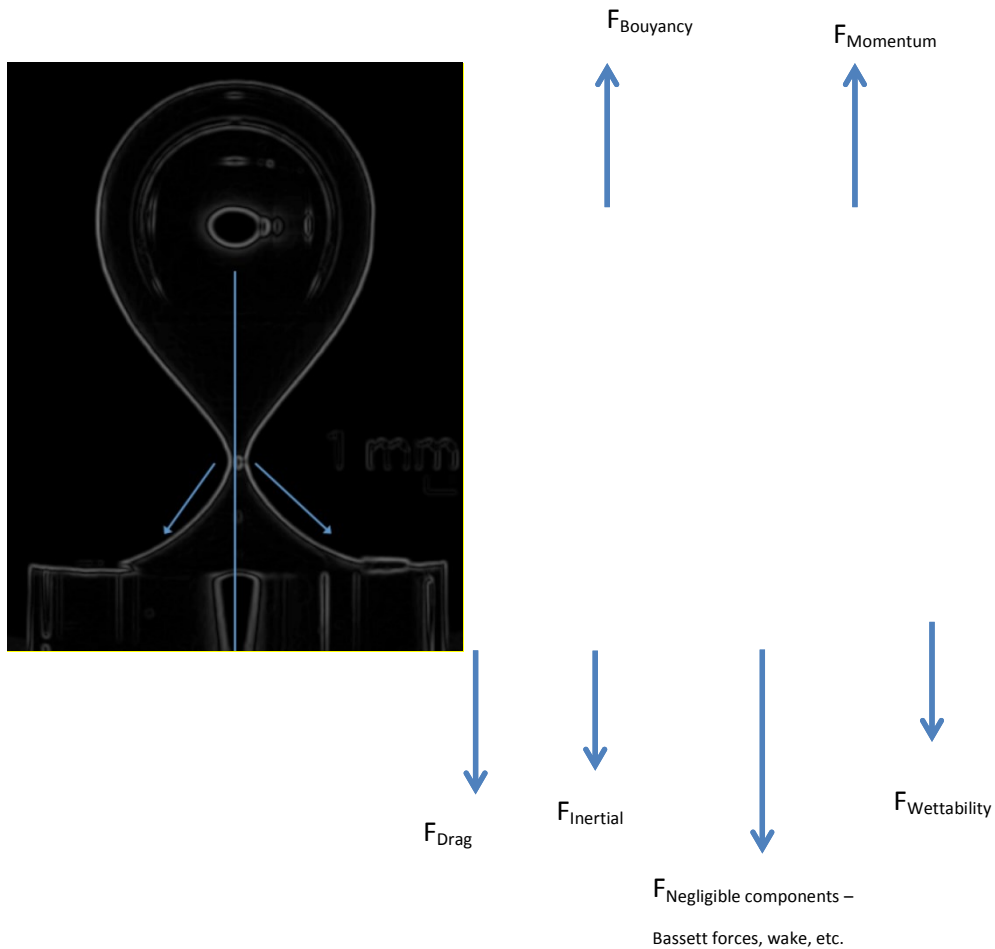 FBouyancy
FMomentum
1 mm
FDrag
FInertial
FWettability
FNegligible components –
Bassett forces, wake, etc.